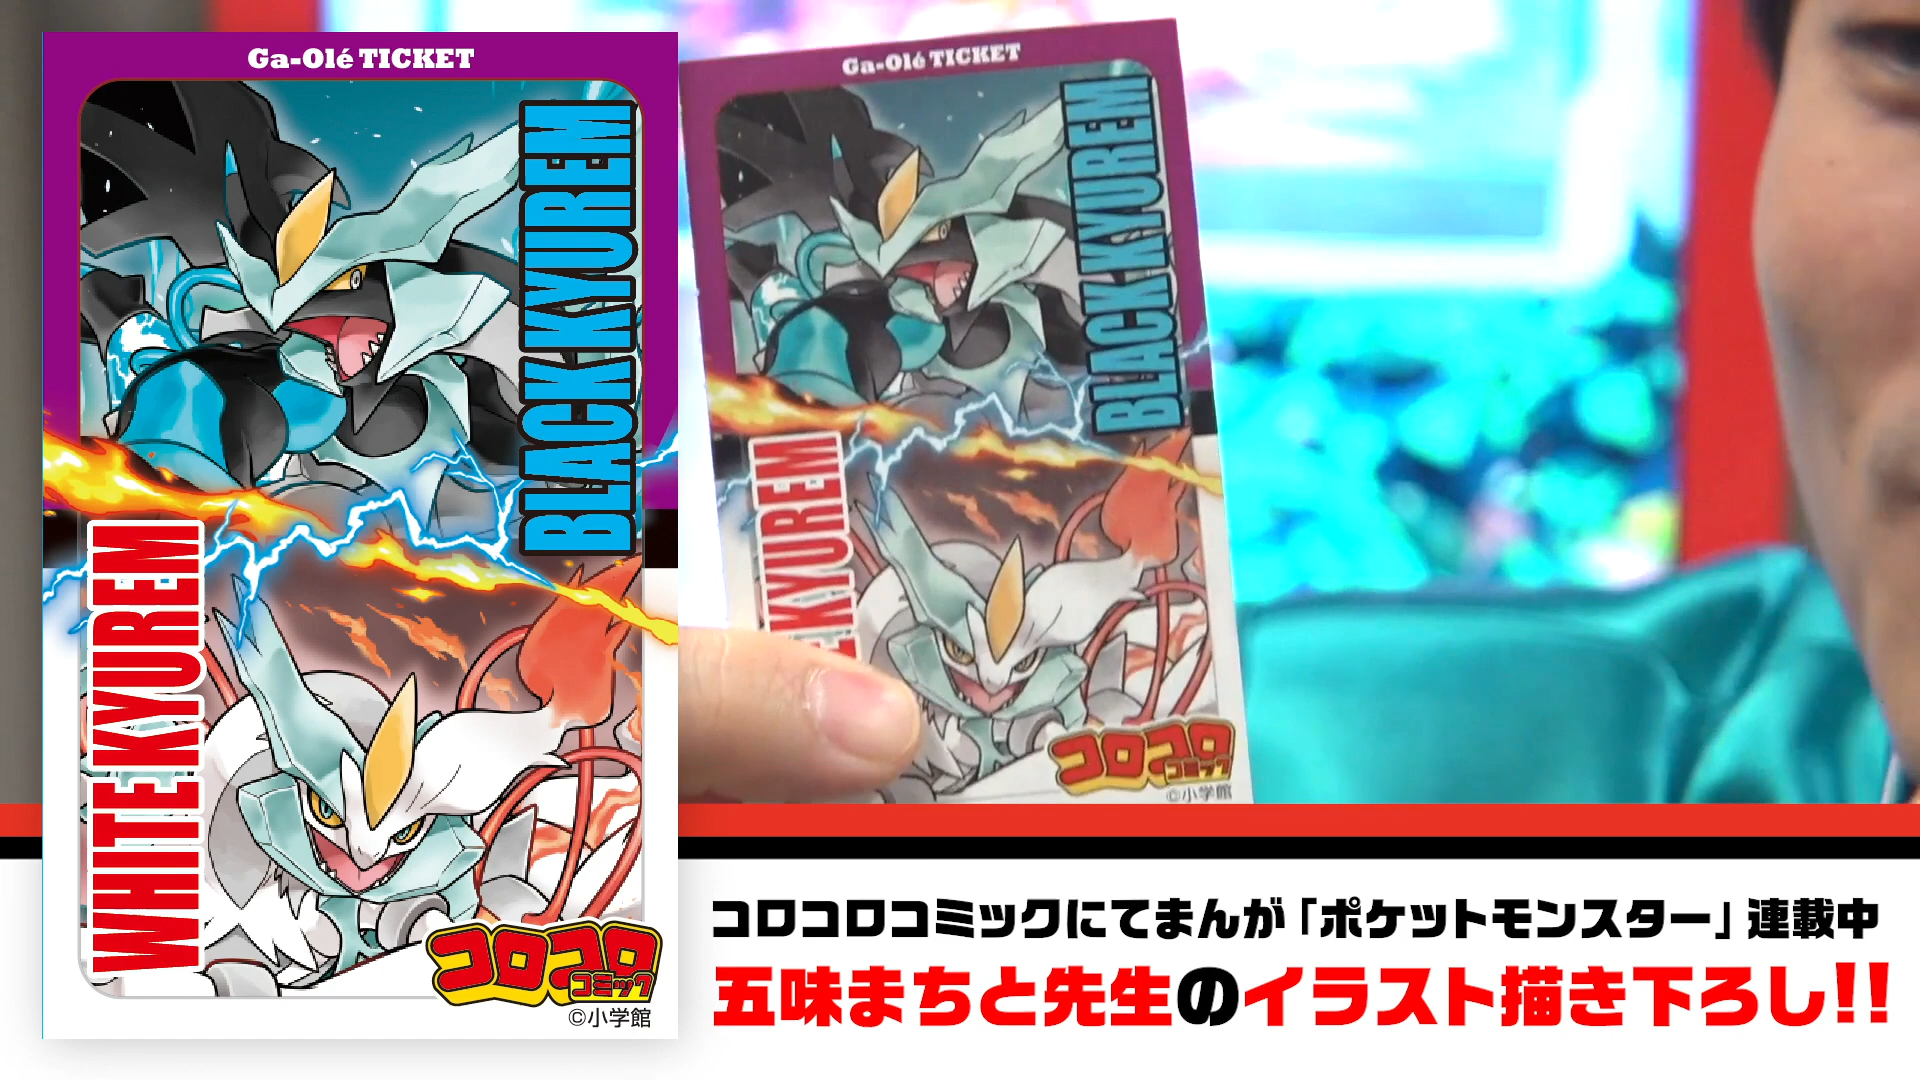 Ga-Olé TICKET
BLACK KYUREM
WHITE KYUREM
コロコロ
コミック
©小学館
Ga-Olé TICKET
BLACK KYUREM
KYUREM
コロコロ
コミック
©小学館
コロコロコミックにてまんが「ポケットモンスター」連載中
五味まちと先生のイラスト描き下ろし!!